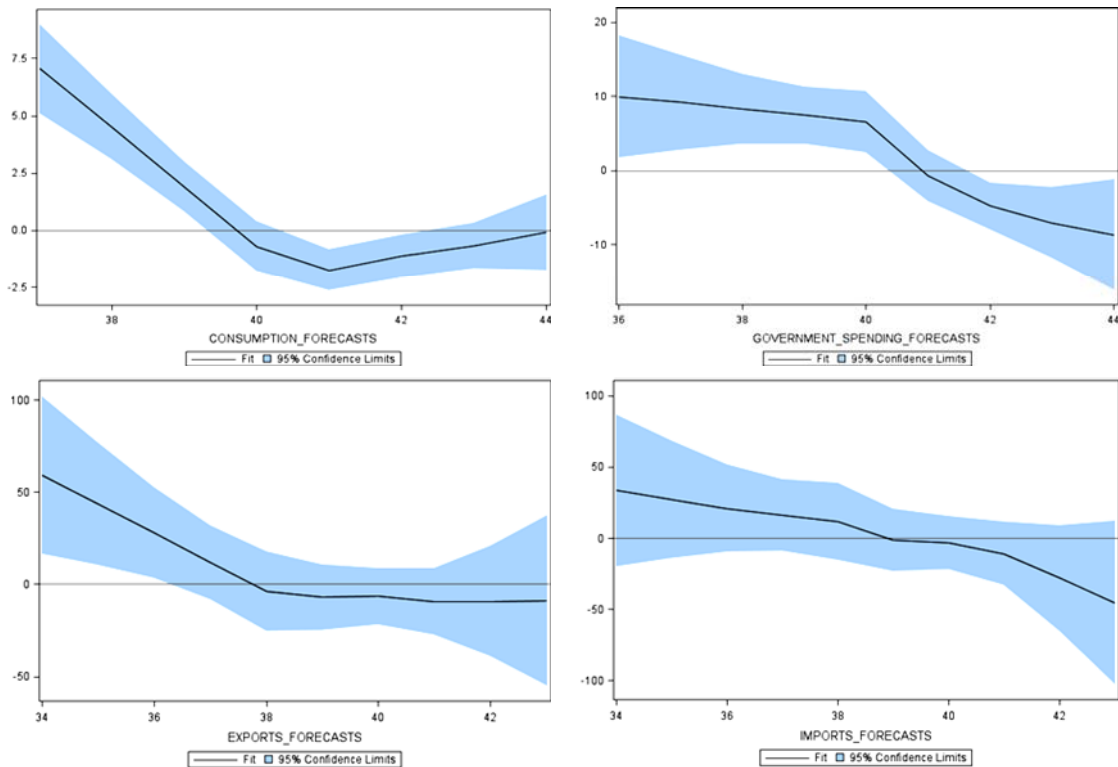 7.5
5.0
2.5
0.0
-2.5
38 40 42 44
CONSUMPTION_FORECASTS
Fit 95% Confidence Limits
20
10
0
-10
36 38 40 42 44
GOVERNMENT_SPENDING_FORECASTS
Fit 95% Confidence Limits
100
50
0
-50
34 36 38 40 42
EXPORTS_FORECASTS
Fit 95% Confidence Limits
100
50
0
-50
-100
34 36 38 40 42
IMPORTS_FORECASTS
Fit 95% Confidence Limits